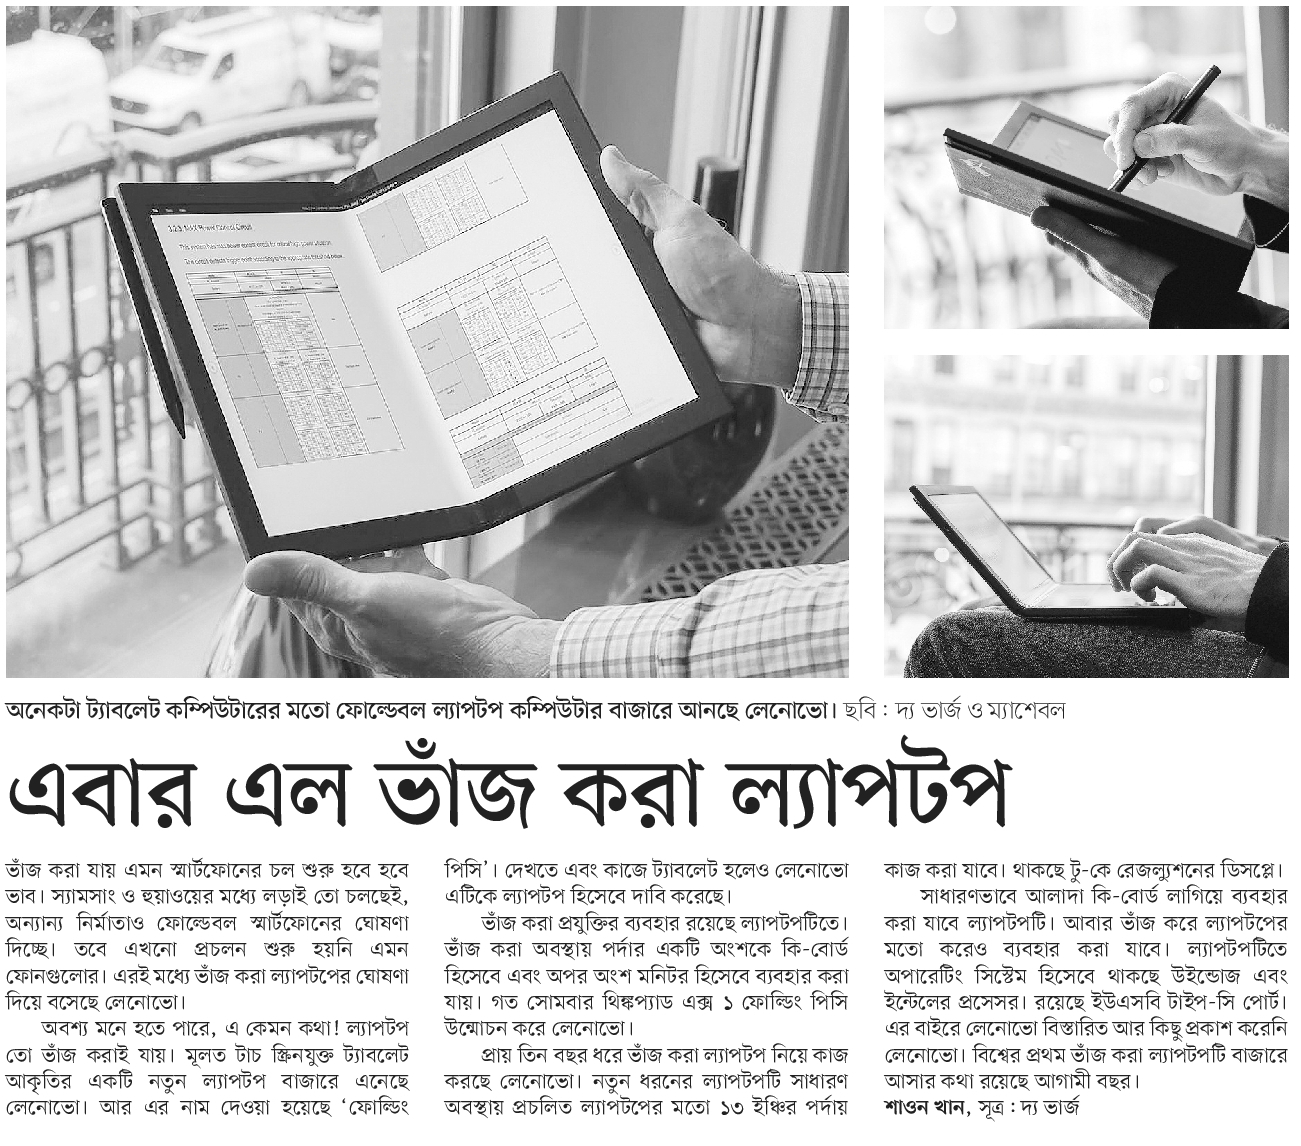 অনেকটা ট্যাবলেট কম্পিউটারের মতো ফোল্ডেবল ল্যাপটপ কম্পিউটার বাজারে আনছে লেনোভো। ছবি : দ্য ভার্জ ও ম্যাশেবল
এবার এল ভাঁজ করা ল্যাপটপ
ভাঁজ করা যায় এমন স্মার্টফোনের চল শুরু হবে হবে
ভাব। স্যামসাং ও হুয়াওয়ের মধ্যে লড়াই তো চলছেই,
অন্যান্য নির্মাতাও ফোল্ডেবল স্মার্টফোনের ঘোষণা
দিচ্ছে। তবে এখনো প্রচলন শুরু হয়নি এমন
ফোনগুলোর। এরই মধ্যে ভাঁজ করা ল্যাপটপের ঘোষণা
দিয়ে বসেছে লেনোভো।
অবশ্য মনে হতে পারে, এ কেমন কথা! ল্যাপটপ
তো ভাঁজ করাই যায়। মূলত টাচ স্ক্রিনযুক্ত ট্যাবলেট
আকৃতির একটি নতুন ল্যাপটপ বাজারে এনেছে
লেনোভো। আর এর নাম দেওয়া হয়েছে ‘ফোল্ডিং
পিসি’। দেখতে এবং কাজে ট্যাবলেট হলেও লেনোভো
এটিকে ল্যাপটপ হিসেবে দাবি করেছে।
ভাঁজ করা প্রযুক্তির ব্যবহার রয়েছে ল্যাপটপটিতে।
ভাঁজ করা অবস্থায় পর্দার একটি অংশকে কি-বোর্ড
হিসেবে এবং অপর অংশ মনিটর হিসেবে ব্যবহার করা
যায়। গত সোমবার থিঙ্কপ্যাড এক্স ১ ফোল্ডিং পিসি
উন্মোচন করে লেনোভো।
প্রায় তিন বছর ধরে ভাঁজ করা ল্যাপটপ নিয়ে কাজ
করছে লেনোভো। নতুন ধরনের ল্যাপটপটি সাধারণ
অবস্থায় প্রচলিত ল্যাপটপের মতো ১৩ ইঞ্চির পর্দায়
কাজ করা যাবে। থাকছে টু-কে রেজল্যুশনের ডিসপ্লে।
সাধারণভাবে আলাদা কি-বোর্ড লাগিয়ে ব্যবহার
করা যাবে ল্যাপটপটি। আবার ভাঁজ করে ল্যাপটপের
মতো করেও ব্যবহার করা যাবে। ল্যাপটপটিতে
অপারেটিং সিস্টেম হিসেবে থাকছে উইন্ডোজ এবং
ইন্টেলের প্রসেসর। রয়েছে ইউএসবি টাইপ-সি পোর্ট।
এর বাইরে লেনোভো বিস্তারিত আর কিছু প্রকাশ করেনি
লেনোভো। বিশ্বের প্রথম ভাঁজ করা ল্যাপটপটি বাজারে
আসার কথা রয়েছে আগামী বছর।
শাওন খান, সূত্র : দ্য ভার্জ